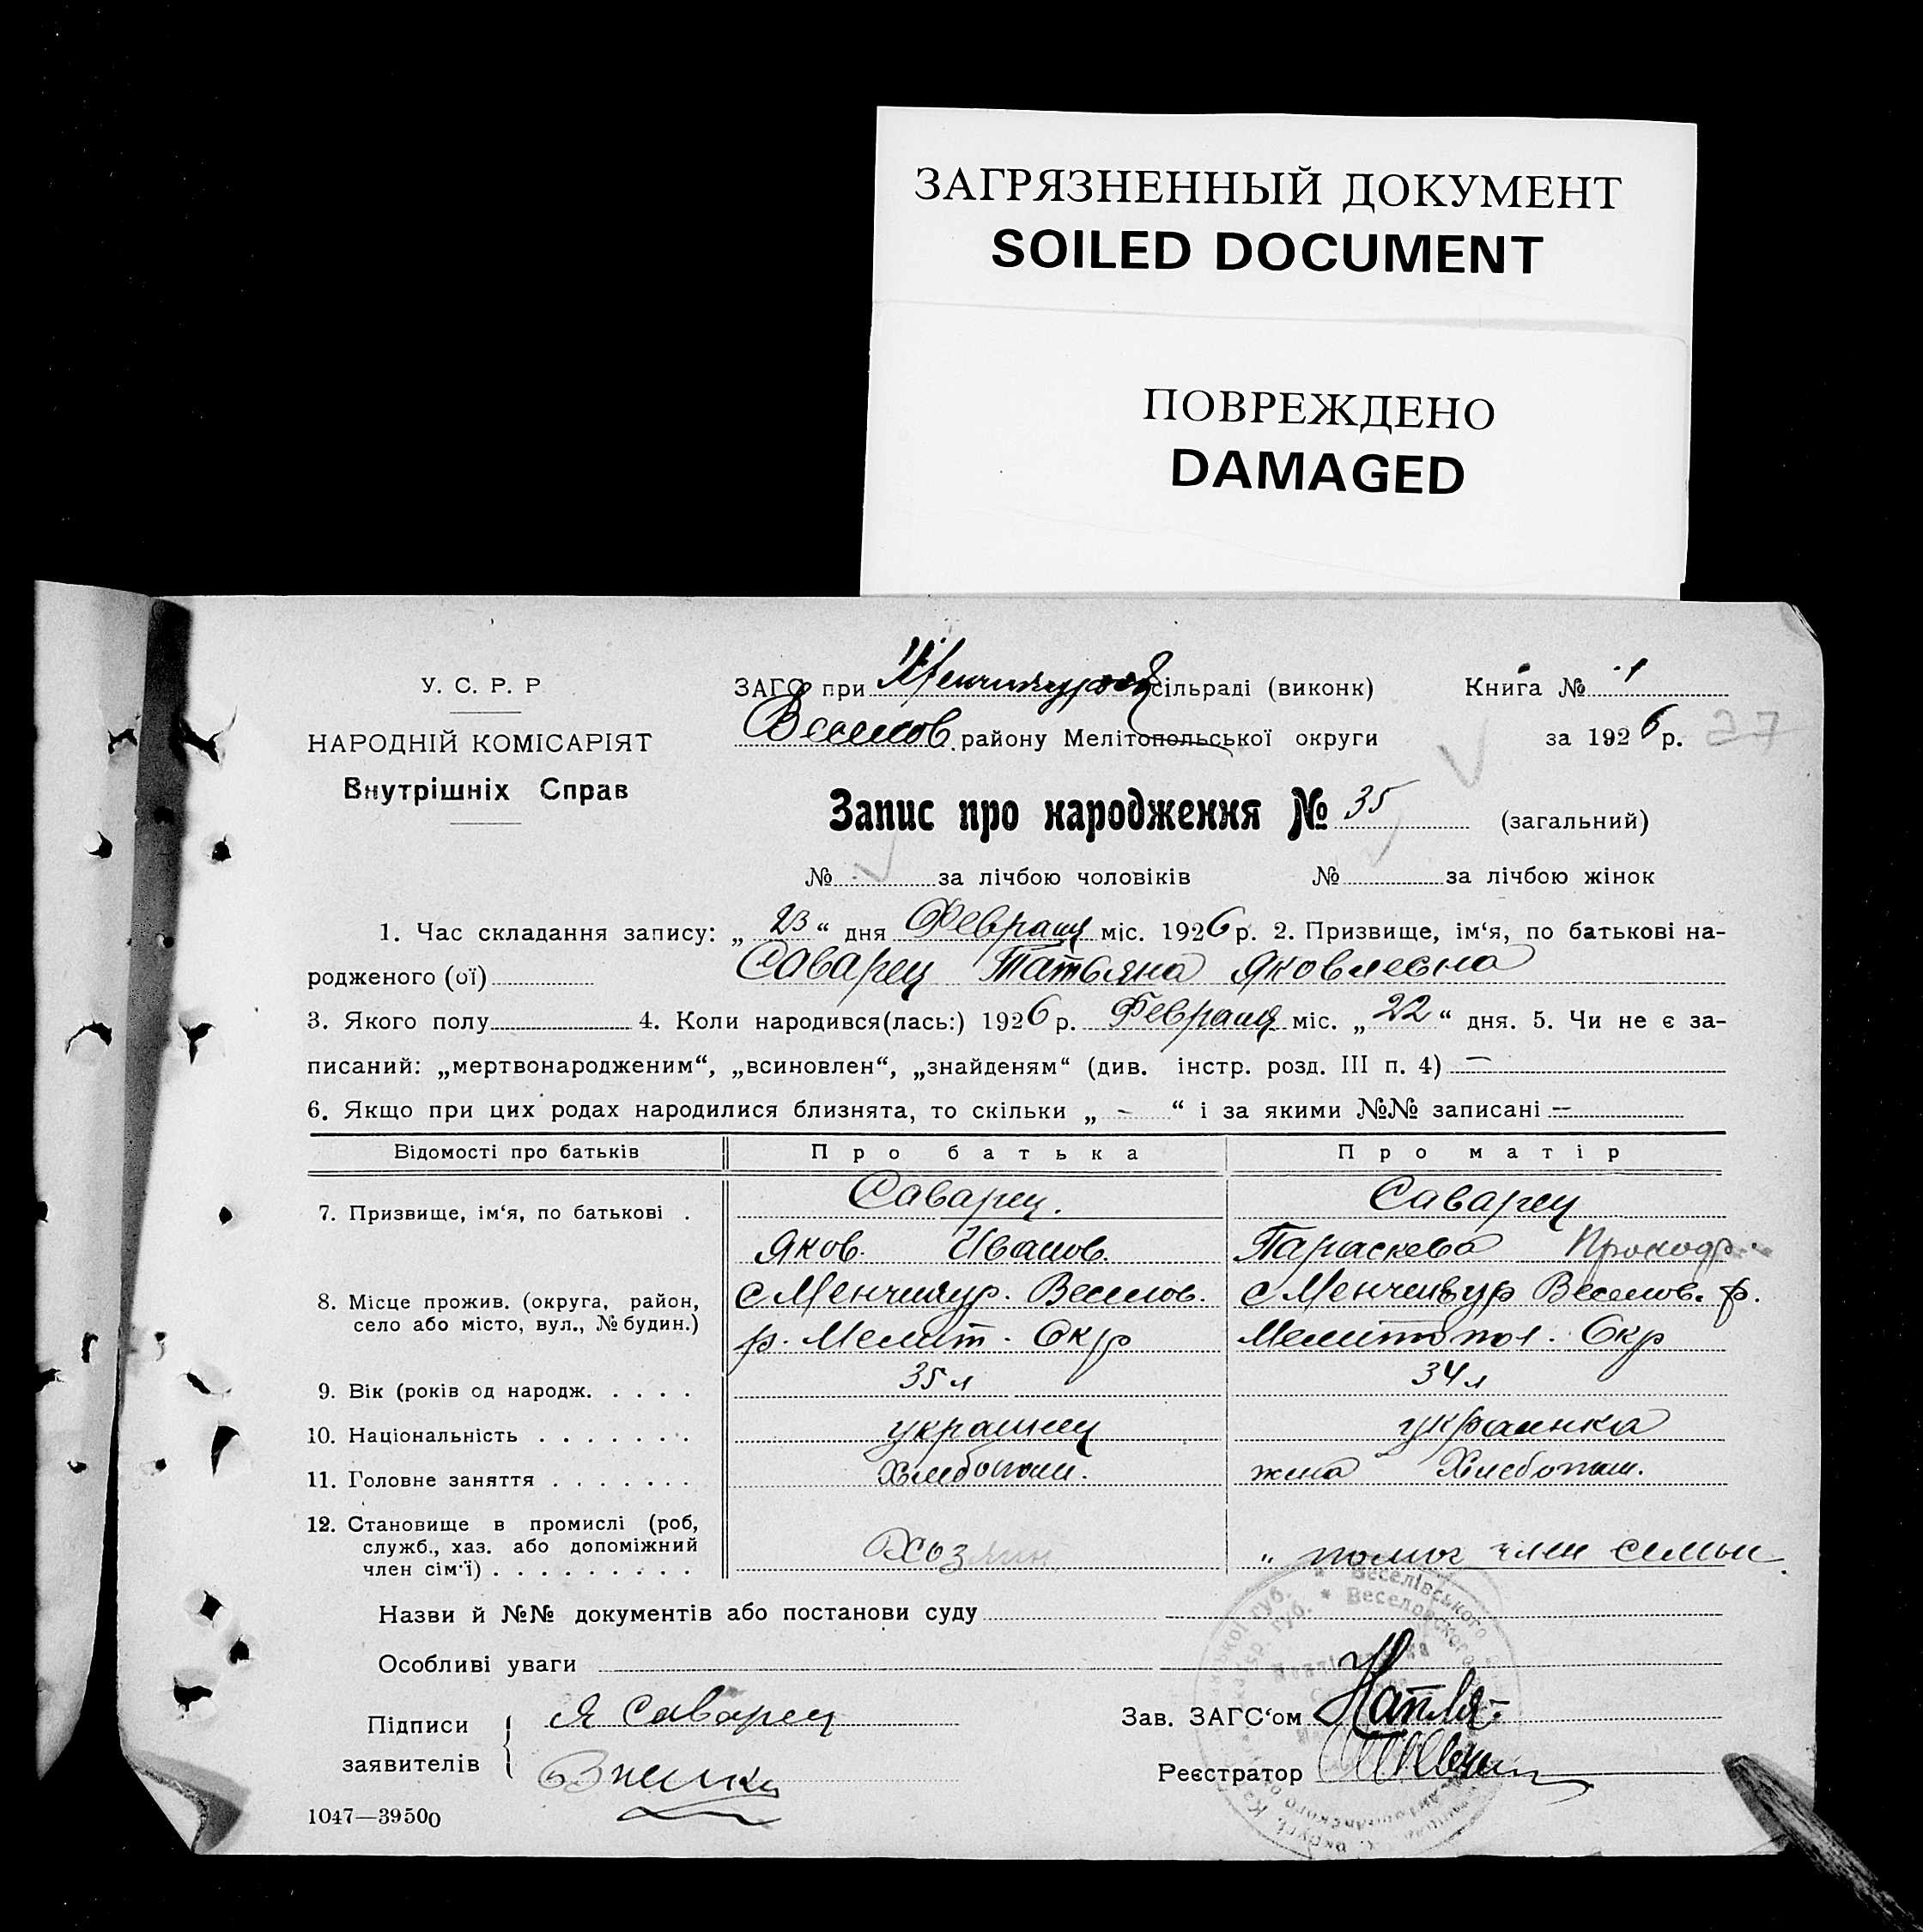 ЗАГРЯЗНЕННЫЙ ДОКУМЕНТ
SOILED DOCUMENT
ПОВРЕЖДЕНО
DAMAGED
У. С. Р. Р
НАРОДНІЙ КОМІСАРІЯТ
Внутрішніх Справ
ЗАГС при сільраді (виконк) Книга № 1
Веселов. району Мелітопольської округи за 1926 р. 27
Запис про народження № 35 (загальний)
№ за лічбою чоловіків № за лічбою жінок
1. Час складання запису: „ 23 “ дня Февраля міс. 1926 р. 2. Призвище, ім‘я, по батькові на-
родженого (ої) Саварец Татьяна Яковлевна
3. Якого полу 4. Коли народився(лась:) 1926 р. Февраля міс. „ 22 “ дня. 5. Чи не є за-
писаний: „мертвонародженим“, „всиновлен“, „знайденям“ (див. інстр. розд. III п. 4) —
6. Якщо при цих родах народилися близнята, то скільки „ - “ і за якими №№ записані —
Відомості про батьків Про батька Про матір
7. Призвище, ім‘я, по батькові . Саварец. Саварец
Яков. Иванов. Параскева Прокоф.
8. Місце прожив. (округа, район, с Менчикур. Веселов. с Менчикур Веселов. р.
село або місто, вул., № будин.) р. Мелит. Окр Мелитопол. Окр
9. Вік (років од народж. . . . . 35 л 34 л
10. Національність . . . . . . . украинец украинка
11. Головне заняття . . . . . . . Хлебопаш. жена Хлебопаш.
12. Становище в промислі (роб,
служб., хаз. або допоміжний
член сім‘ї) . . . . . . . . . Хозяин „ помог член семьи
Назви й №№ документів або постанови суду
Особливі уваги
Підписи Я Саварец Зав. ЗАГС‘ом
заявителів Реєстратор
1047—39500
* Веселівського
* Веселовского